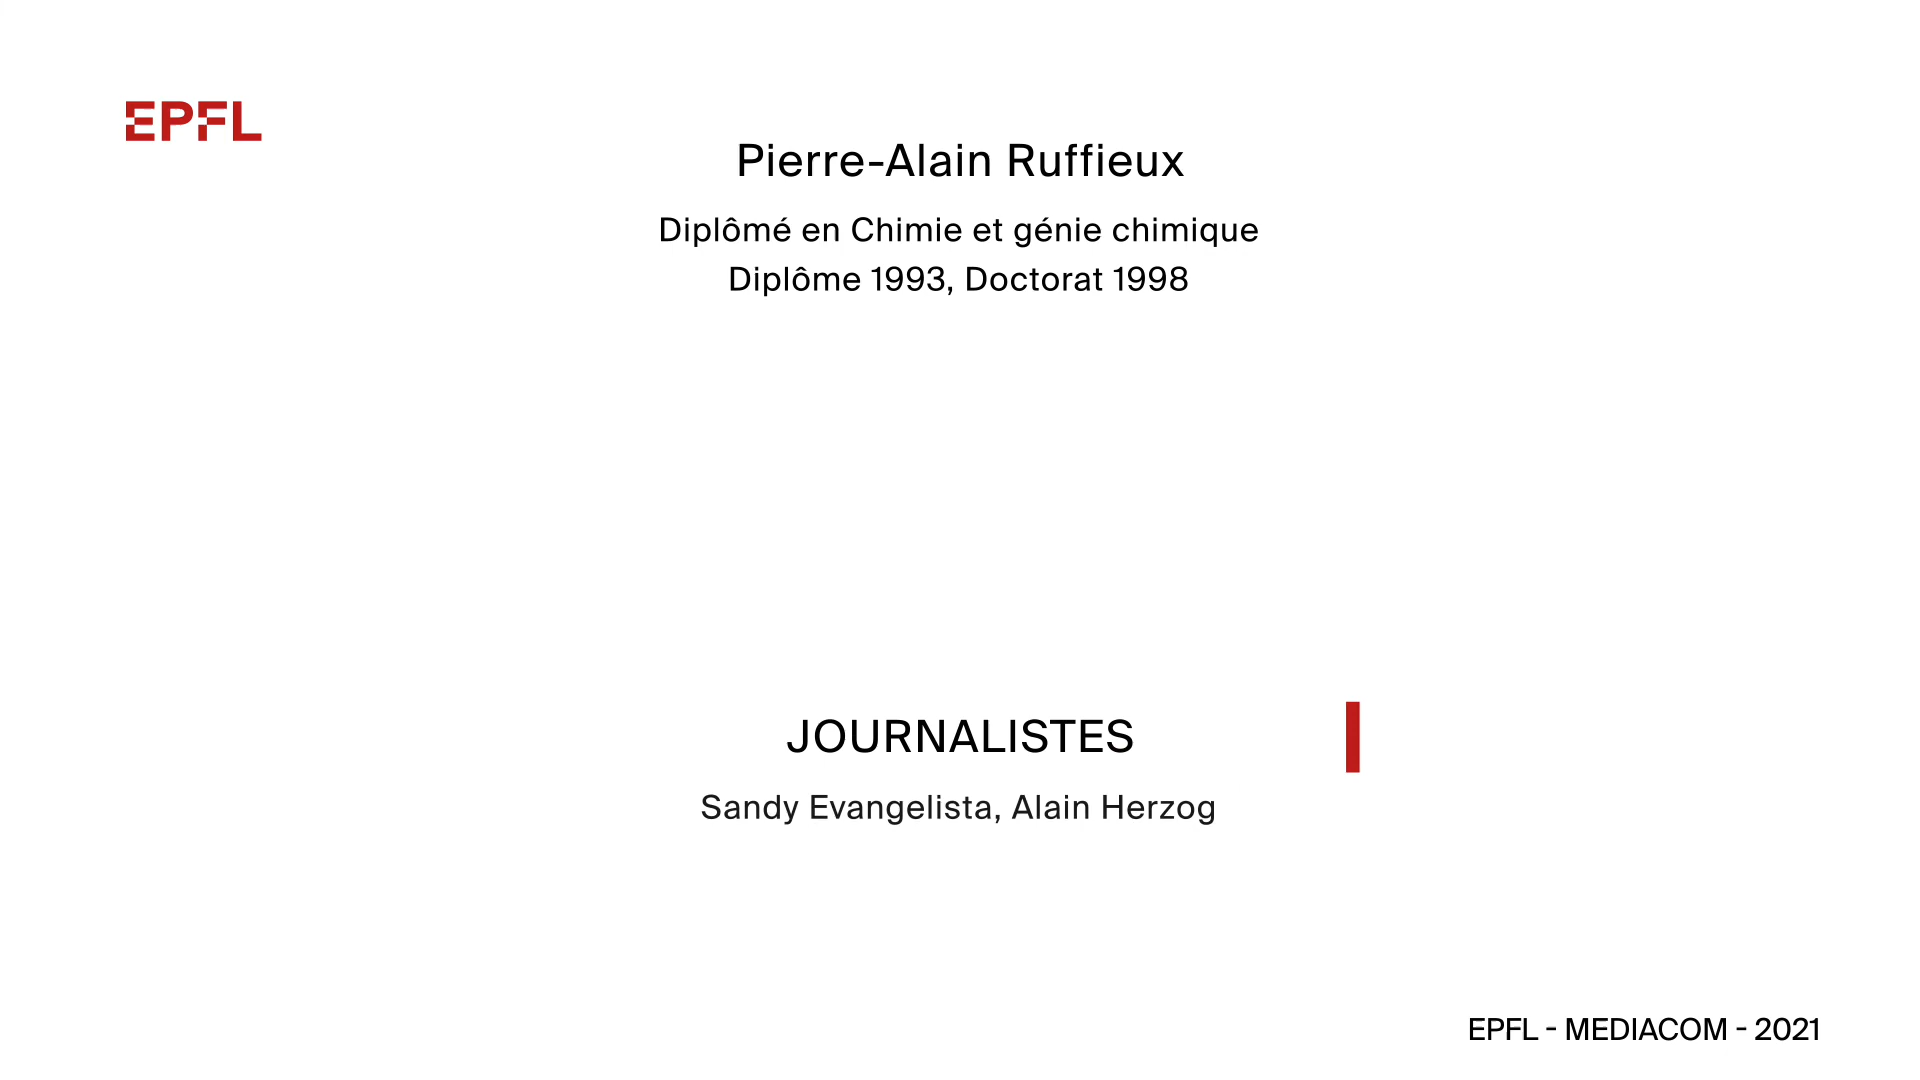 EPFL
Pierre-Alain Ruffieux
Diplômé en Chimie et génie chimique
Diplôme 1993, Doctorat 1998
JOURNALISTES
Sandy Evangelista, Alain Herzog
EPFL - MEDIACOM - 2021